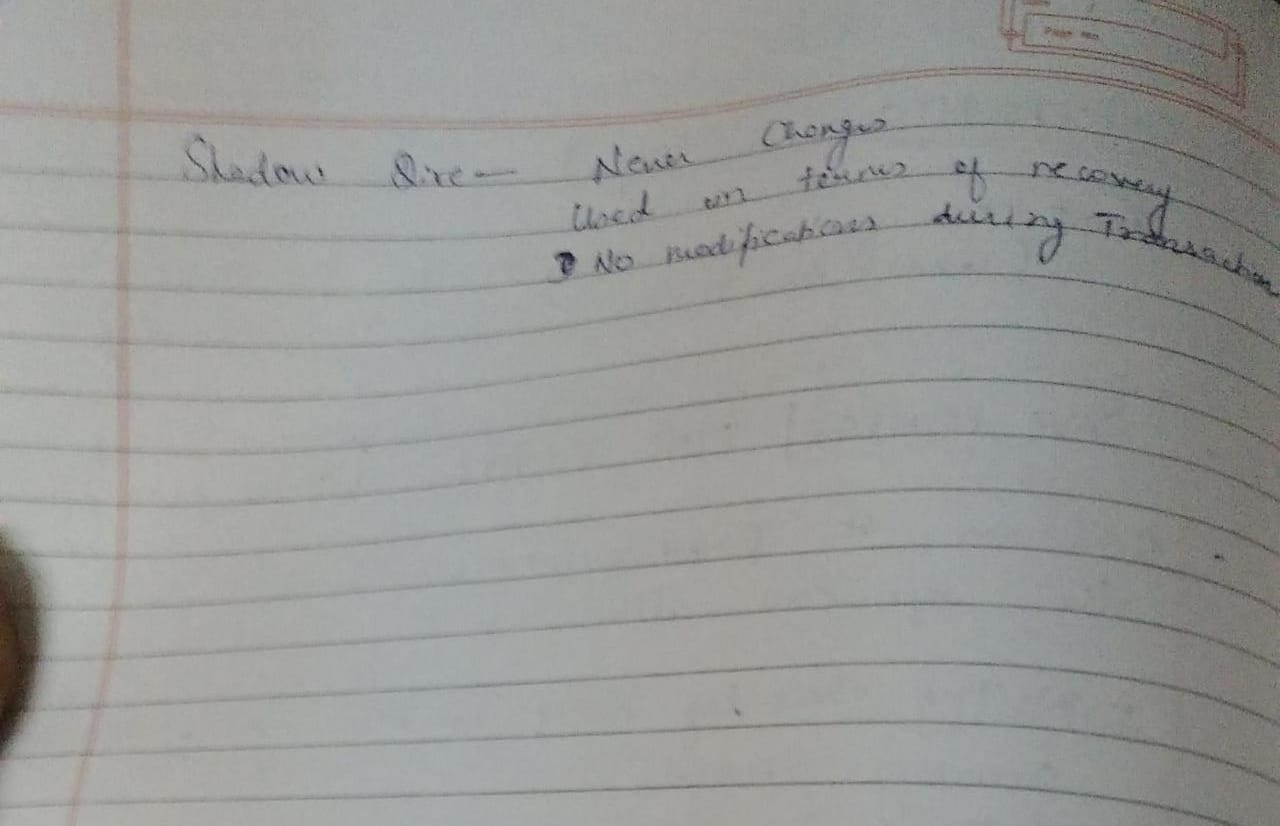 Page No.
Shadow Dire — Never Changes
Used in terms of recovery
No modifications during Transaction